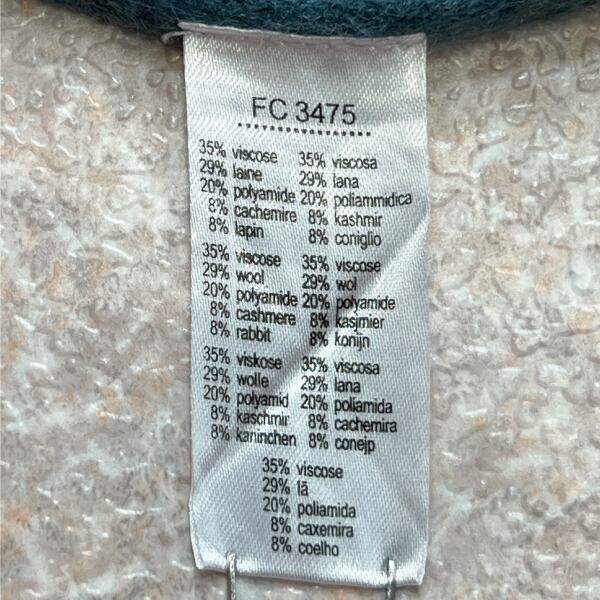 FC 3475
35% viscose
29% laine
20% polyamide
8% cachemire
8% lapin
35% viscosa
29% lana
20% poliammidica
8% kashmir
8% coniglio
35% viscose
29% wool
20% polyamide
8% cashmere
8% rabbit
35% viscose
29% wol
20% polyamide
8% kasjmier
8% konijn
35% viskose
29% wolle
20% polyamid
8% kaschmir
8% kaninchen
35% viscosa
29% lana
20% poliamida
8% cachemira
8% conejp
35% viscose
29% lã
20% poliamida
8% caxemira
8% coelho